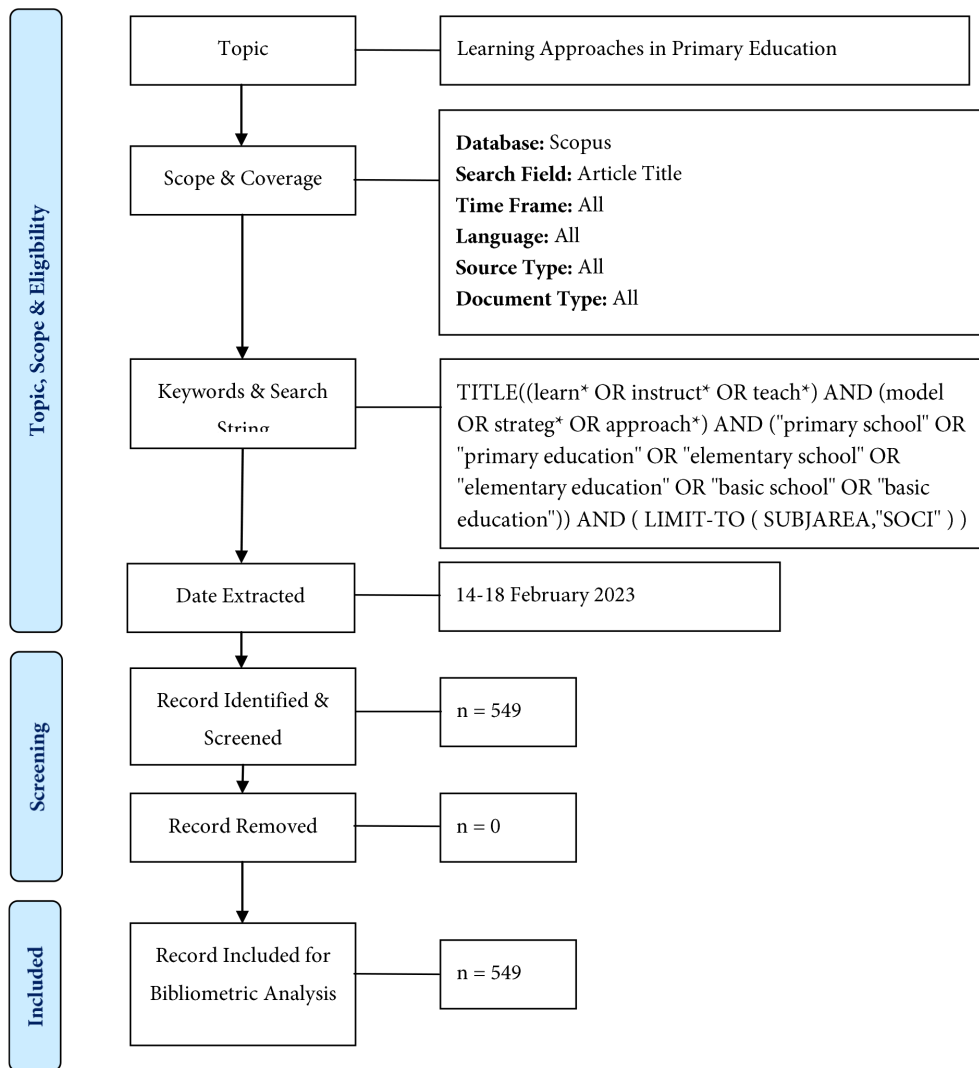 Topic, Scope & Eligibility
Topic
Learning Approaches in Primary Education
Scope & Coverage
Database: Scopus
Search Field: Article Title
Time Frame: All
Language: All
Source Type: All
Document Type: All
Keywords & Search
String
TITLE((learn* OR instruct* OR teach*) AND (model
OR strateg* OR approach*) AND ("primary school" OR
"primary education" OR "elementary school" OR
"elementary education" OR "basic school" OR "basic
education")) AND ( LIMIT-TO ( SUBJAREA,"SOCI" ) )
Date Extracted
14-18 February 2023
Screening
Record Identified &
Screened
n = 549
Record Removed
n = 0
Included
Record Included for
Bibliometric Analysis
n = 549